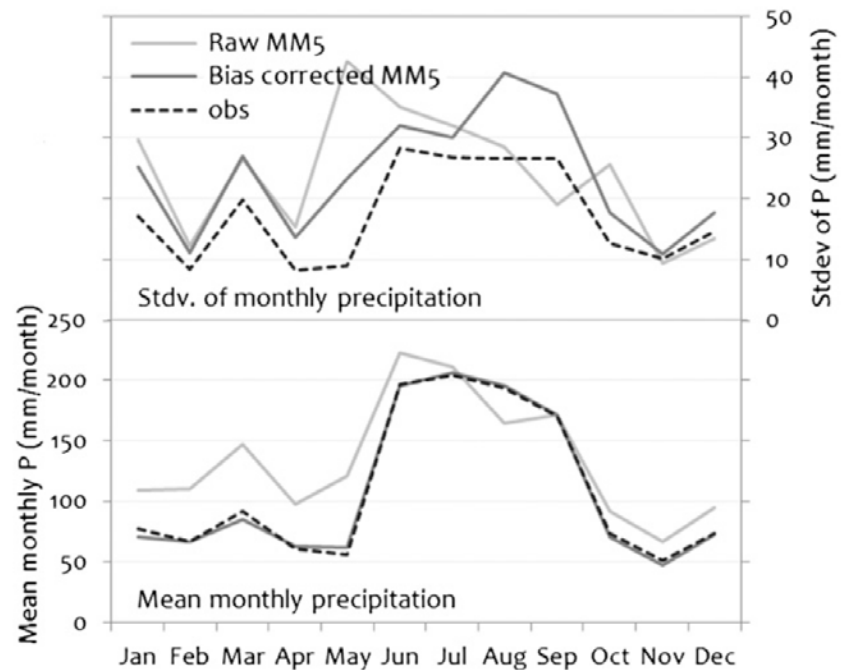 Raw MM5
Bias corrected MM5
obs
Stdv. of monthly precipitation
50
40
30
20
10
0
Stdev of P (mm/momth)
250
200
150
100
50
0
Mean monthly P (mm/month)
Mean monthly precipitation
Jan Feb Mar Apr May Jun Jul Aug Sep Oct Nov Dec